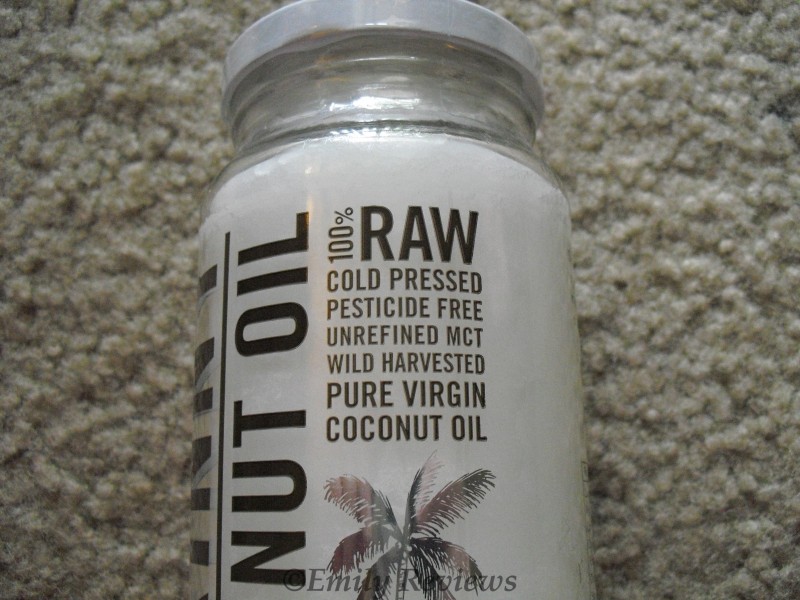 100% RAW
COLD PRESSED
PESTICIDE FREE
UNREFINED MCT
WILD HARVESTED
PURE VIRGIN
COCONUT OIL
NUT OIL
©Emily Reviews